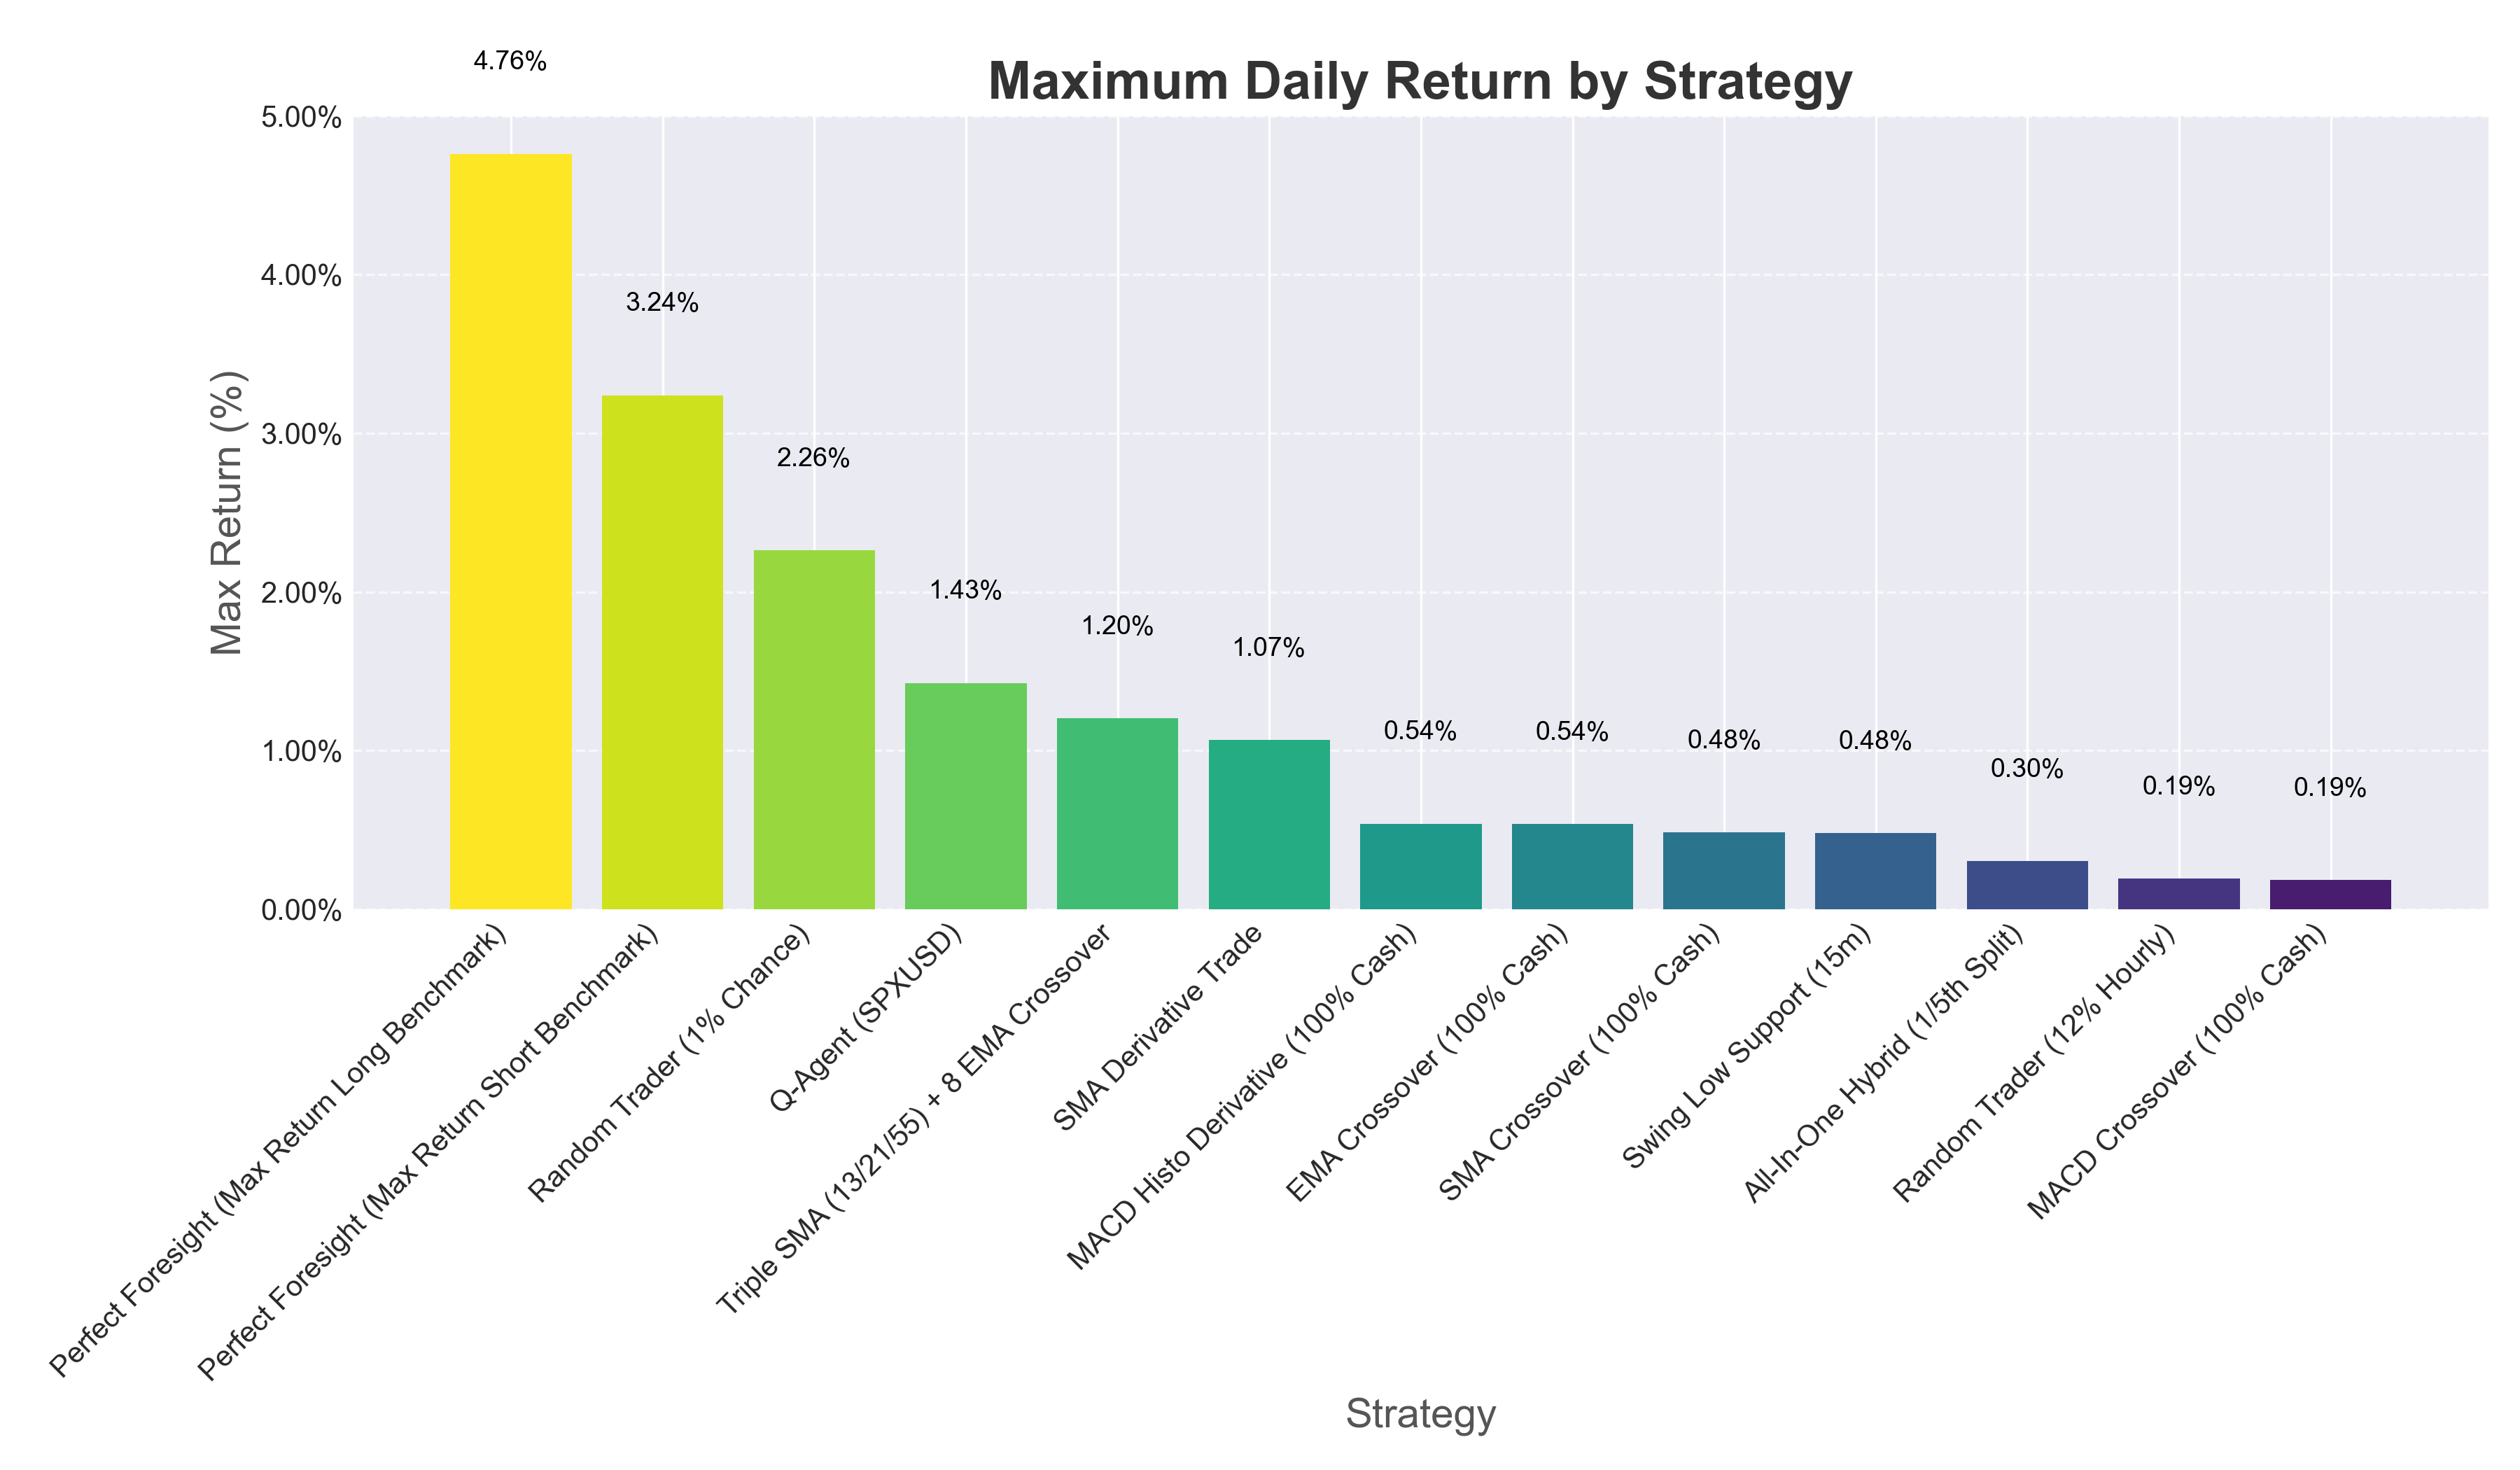 Maximum Daily Return by Strategy
4.76%
3.24%
2.26%
1.43%
1.20%
1.07%
0.54%
0.54%
0.48%
0.48%
0.30%
0.19%
0.19%
Max Return (%)
5.00%
4.00%
3.00%
2.00%
1.00%
0.00%
Perfect Foresight (Max Return Long Benchmark)
Perfect Foresight (Max Return Short Benchmark)
Random Trader (1% Chance)
Q-Agent (SPXUSD)
Triple SMA (13/21/55) + 8 EMA Crossover
SMA Derivative Trade
MACD Histo Derivative (100% Cash)
EMA Crossover (100% Cash)
SMA Crossover (100% Cash)
Swing Low Support (15m)
All-In-One Hybrid (1/5th Split)
Random Trader (12% Hourly)
MACD Crossover (100% Cash)
Strategy